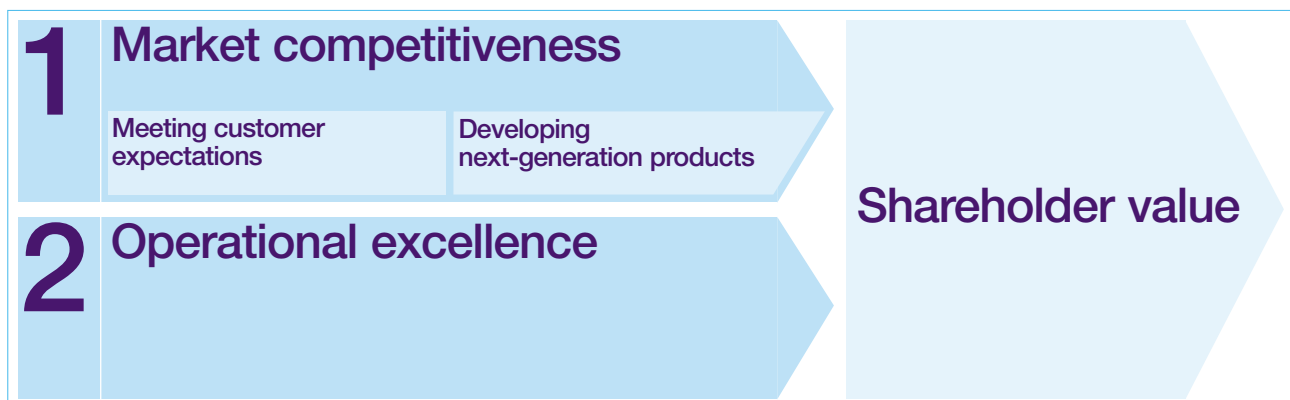 1
Market competitiveness
Meeting customer
expectations
Developing
next-generation products
2
Operational excellence
Shareholder value